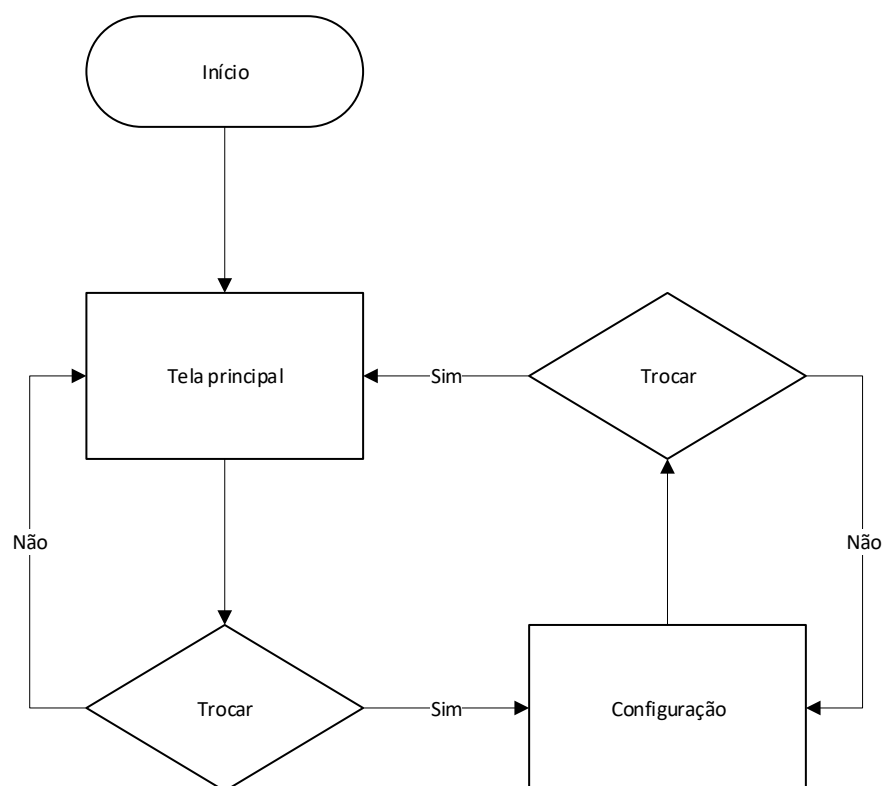 Início
Tela principal
Sim
Trocar
Não
Não
Trocar
Sim
Configuração